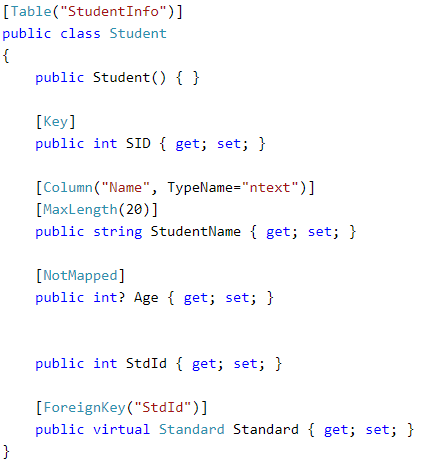 [Table("StudentInfo")]
public class Student
{
    public Student() { }

    [Key]
    public int SID { get; set; }

    [Column("Name", TypeName="ntext")]
    [MaxLength(20)]
    public string StudentName { get; set; }

    [NotMapped]
    public int? Age { get; set; }


    public int StdId { get; set; }

    [ForeignKey("StdId")]
    public virtual Standard Standard { get; set; }
}